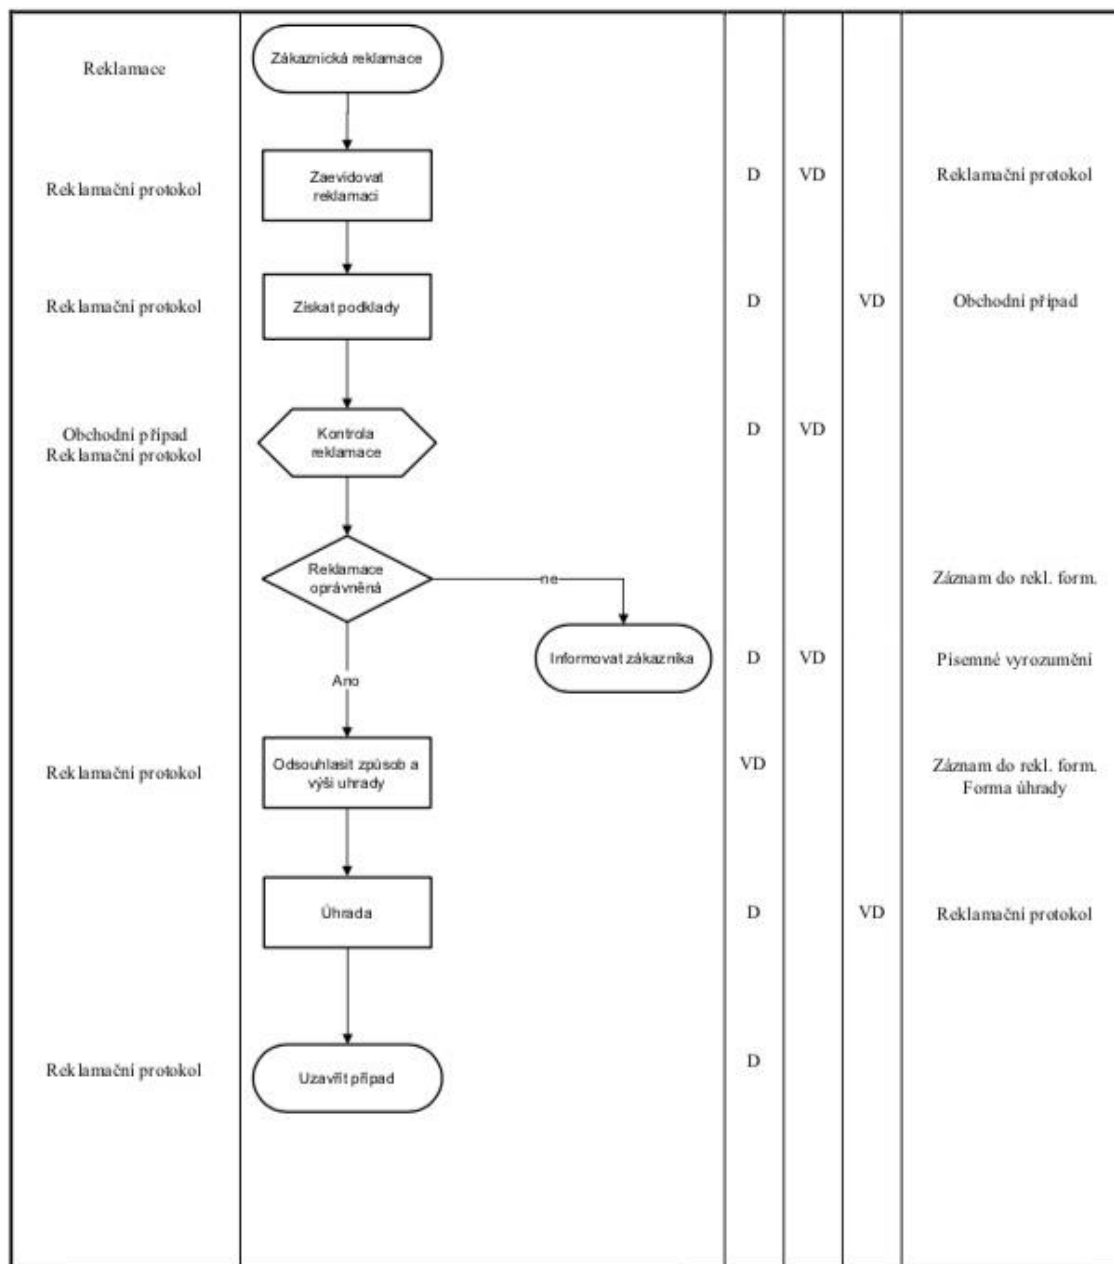 Reklamace
Zákaznická reklamace
Reklamační protokol
Zaevidovat
reklamaci
D
VD
Reklamační protokol
Reklamační protokol
Získat podklady
D
VD
Obchodní případ
Obchodní případ
Reklamační protokol
Kontrola
reklamace
D
VD
Reklamace
oprávněná
ne
Záznam do rekl. form.
Informovat zákazníka
D
VD
Písemné vyrozumění
Ano
Reklamační protokol
Odsouhlasit způsob a
výši uhrady
VD
Záznam do rekl. form.
Forma úhrady
Úhrada
D
VD
Reklamační protokol
Reklamační protokol
Uzavřít případ
D